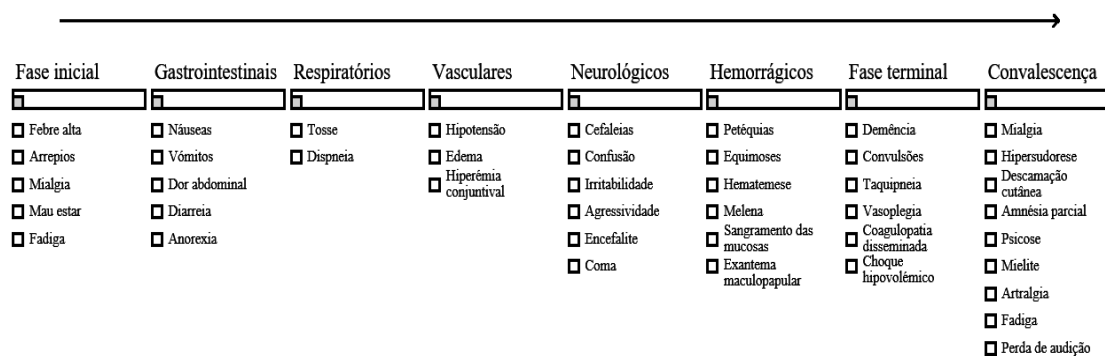 Fase inicial
Febre alta
Arrepios
Mialgia
Mau estar
Fadiga
Gastrointestinais
Náuseas
Vómitos
Dor abdominal
Diarreia
Anorexia
Respiratórios
Tosse
Dispneia
Vasculares
Hipotensão
Edema
Hiperémia
conjuntival
Neurológicos
Cefaleias
Confusão
Irritabilidade
Agressividade
Encefalite
Coma
Hemorrágicos
Petéquias
Equimoses
Hematemese
Melena
Sangramento das
mucosas
Exantema
maculopapular
Fase terminal
Demência
Convulsões
Taquipneia
Vasoplegia
Coagulopatia
disseminada
Choque
hipovolémico
Convalescença
Mialgia
Hipersudorese
Descamação
cutânea
Amnésia parcial
Psicose
Mielite
Artralgia
Fadiga
Perda de audição